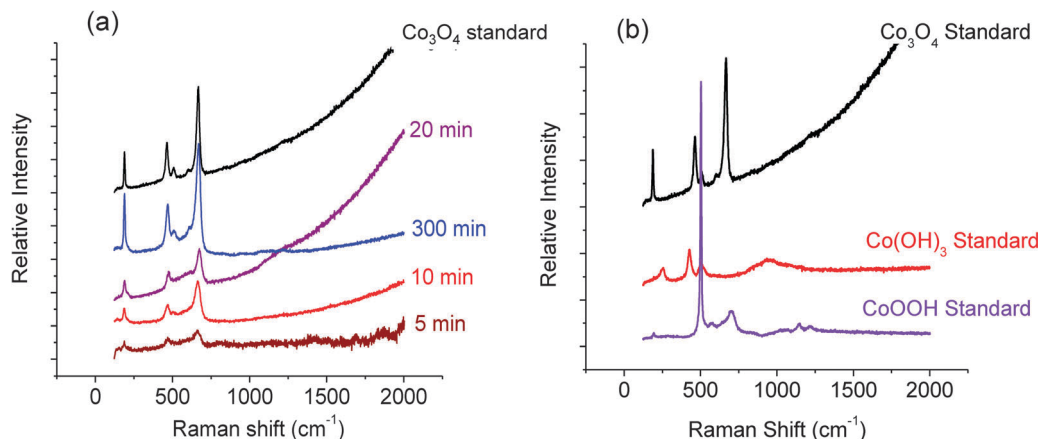 (a)
Co₃O₄ standard
20 min
300 min
10 min
5 min
Relative Intensity
0 500 1000 1500 2000
Raman shift (cm⁻¹)
(b)
Co₃O₄ Standard
Co(OH)₃ Standard
CoOOH Standard
Relative Intensity
0 500 1000 1500 2000
Raman Shift (cm⁻¹)